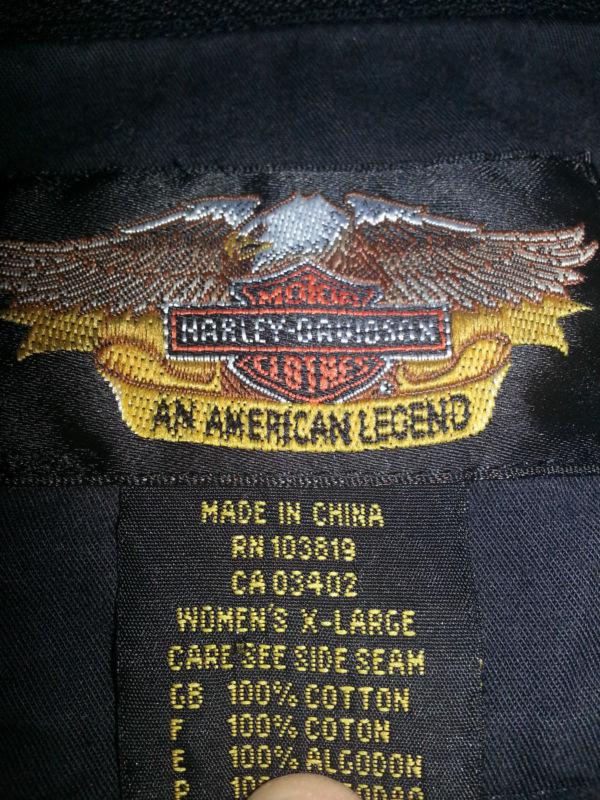 MOTOR
HARLEY-DAVIDSON
CLOTHES
®
AN AMERICAN LEGEND
MADE IN CHINA
RN 103819
CA 03402
WOMEN'S X-LARGE
CARE SEE SIDE SEAM
GB 100% COTTON
F 100% COTON
E 100% ALGODON
P